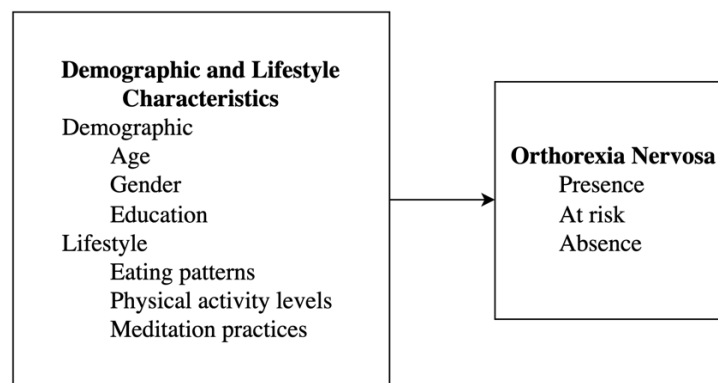 Demographic and Lifestyle
Characteristics
Demographic
Age
Gender
Education
Lifestyle
Eating patterns
Physical activity levels
Meditation practices
Orthorexia Nervosa
Presence
At risk
Absence